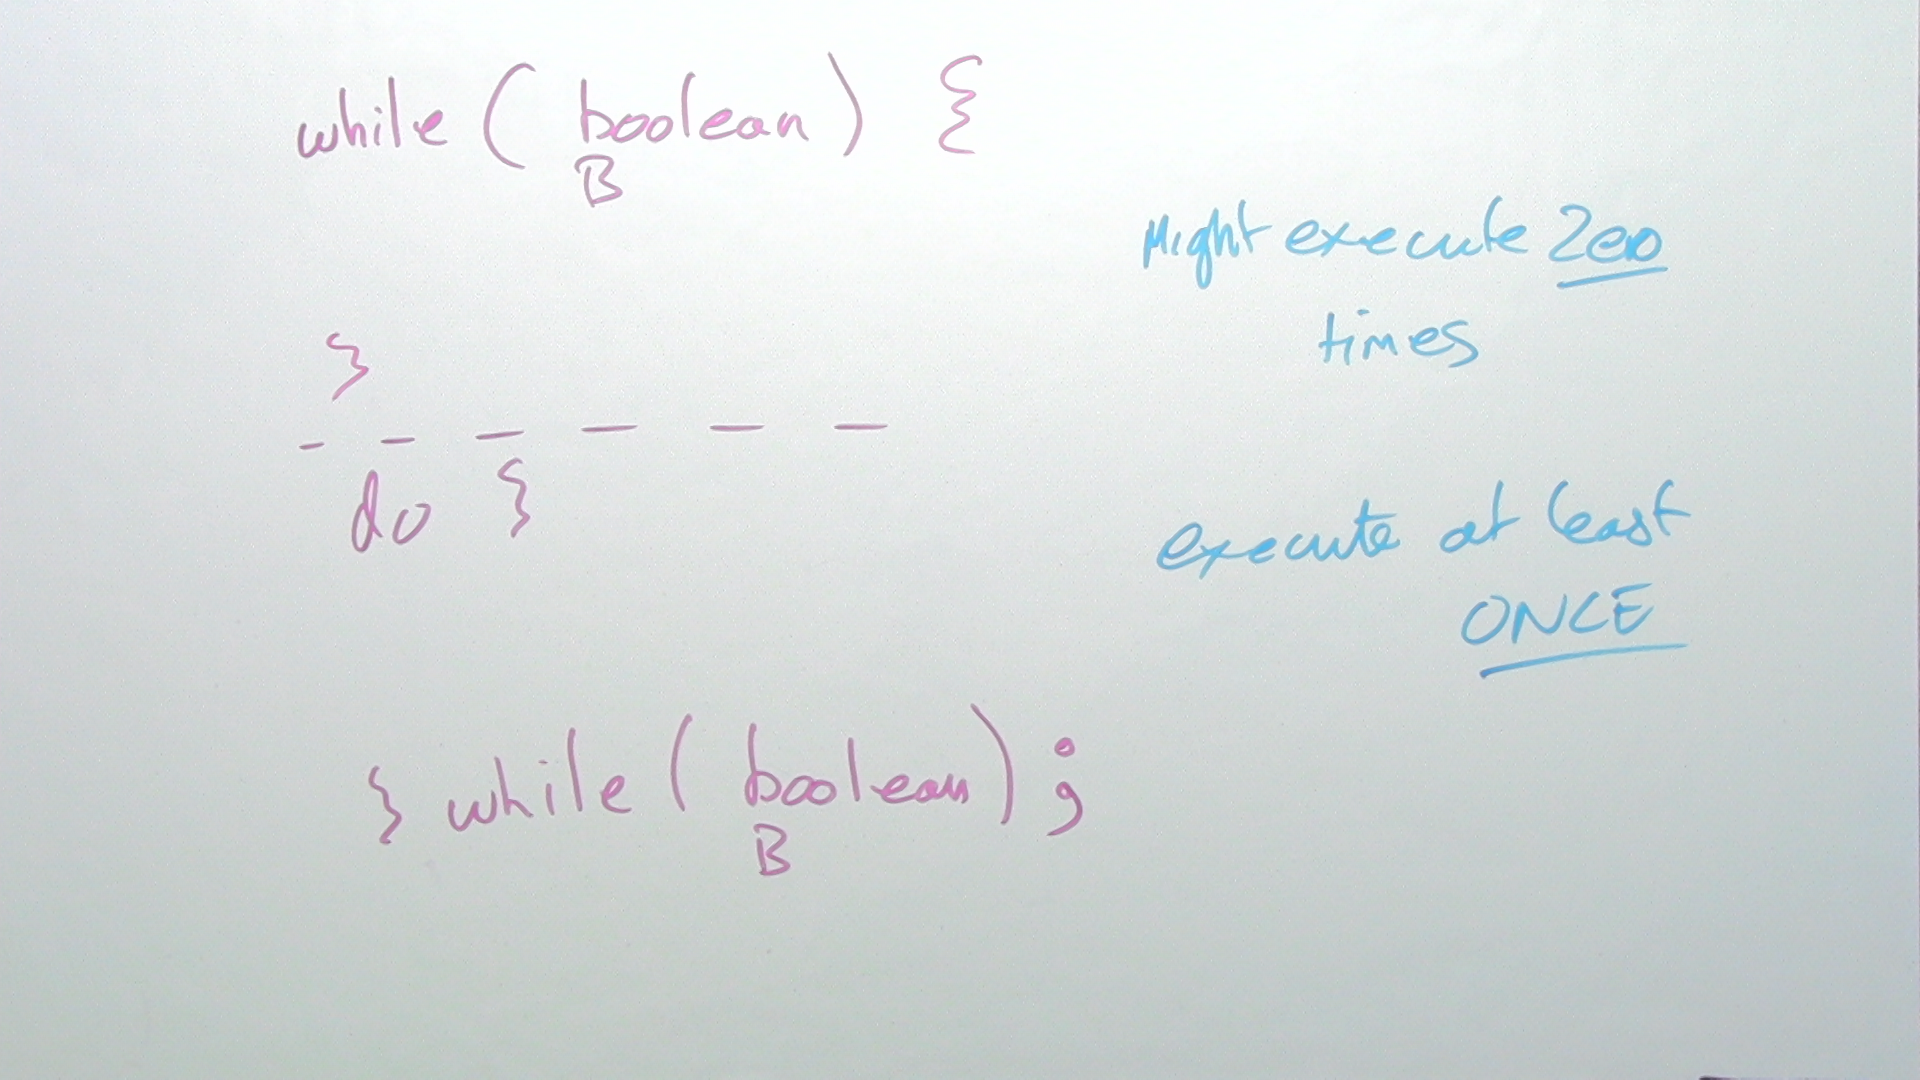 while ( boolean ) {
B
Might execute Zero
times
}
- - - - - -
do }
execute at least
ONCE
} while ( boolean ) ;
B